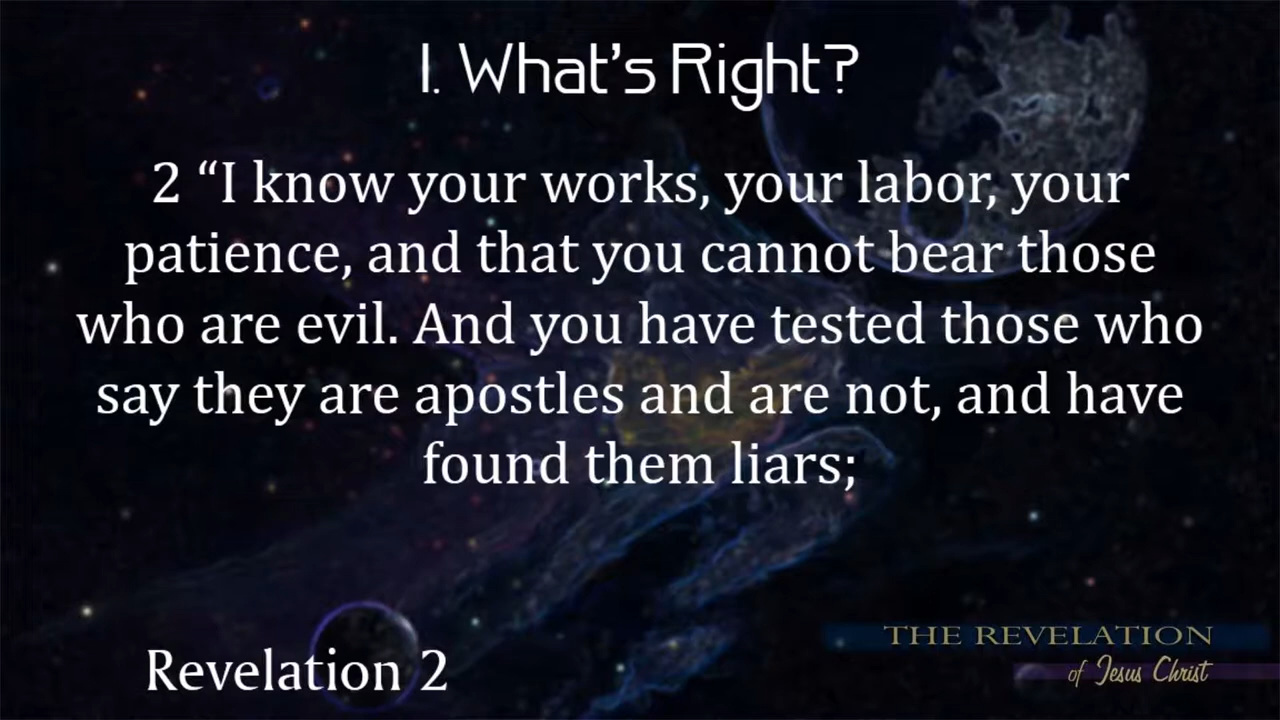 I. What's Right?
2 “I know your works, your labor, your
patience, and that you cannot bear those
who are evil. And you have tested those who
say they are apostles and are not, and have
found them liars;
Revelation 2
THE REVELATION
of Jesus Christ